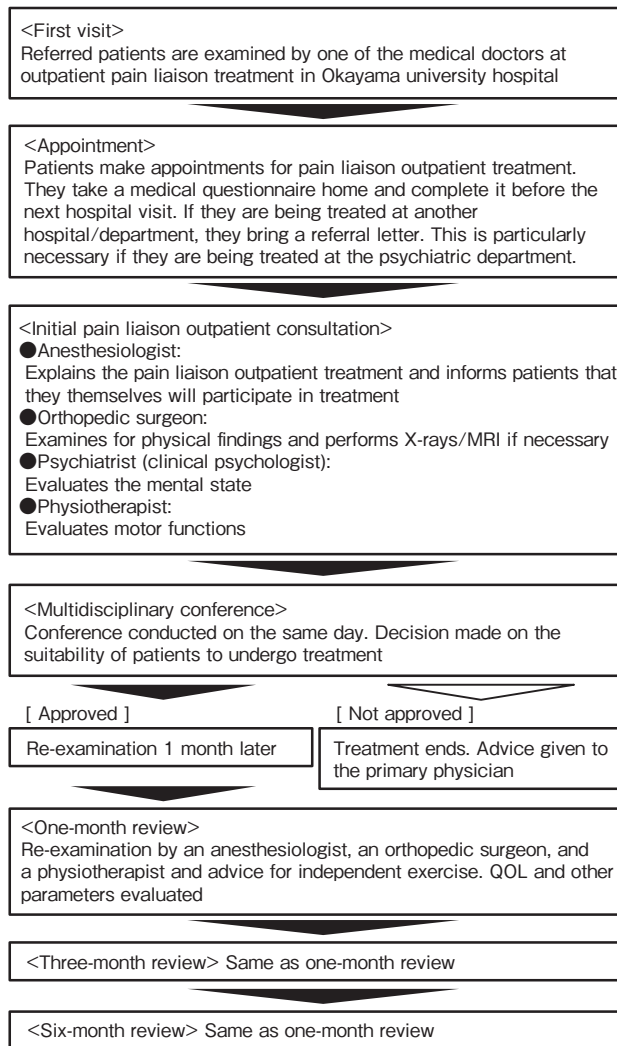 <First visit>
Referred patients are examined by one of the medical doctors at
outpatient pain liaison treatment in Okayama university hospital
<Appointment>
Patients make appointments for pain liaison outpatient treatment.
They take a medical questionnaire home and complete it before the
next hospital visit. If they are being treated at another
hospital/department, they bring a referral letter. This is particularly
necessary if they are being treated at the psychiatric department.
<Initial pain liaison outpatient consultation>
●Anesthesiologist:
Explains the pain liaison outpatient treatment and informs patients that
they themselves will participate in treatment
●Orthopedic surgeon:
Examines for physical findings and performs X-rays/MRI if necessary
●Psychiatrist (clinical psychologist):
Evaluates the mental state
●Physiotherapist:
Evaluates motor functions
<Multidisciplinary conference>
Conference conducted on the same day. Decision made on the
suitability of patients to undergo treatment
[ Approved ]
Re-examination 1 month later
[ Not approved ]
Treatment ends. Advice given to
the primary physician
<One-month review>
Re-examination by an anesthesiologist, an orthopedic surgeon, and
a physiotherapist and advice for independent exercise. QOL and other
parameters evaluated
<Three-month review> Same as one-month review
<Six-month review> Same as one-month review